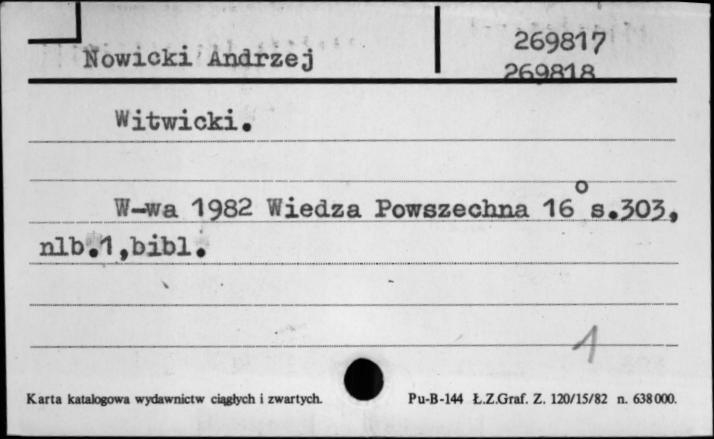 Nowicki Andrzej
269817
269818
Witwicki.
W-wa 1982 Wiedza Powszechna 16° s.303,
nlb.1,bibl.
1
Karta katalogowa wydawnictw ciągłych i zwartych.
Pu-B-144 Ł.Z.Graf. Z. 120/15/82 n. 638000.